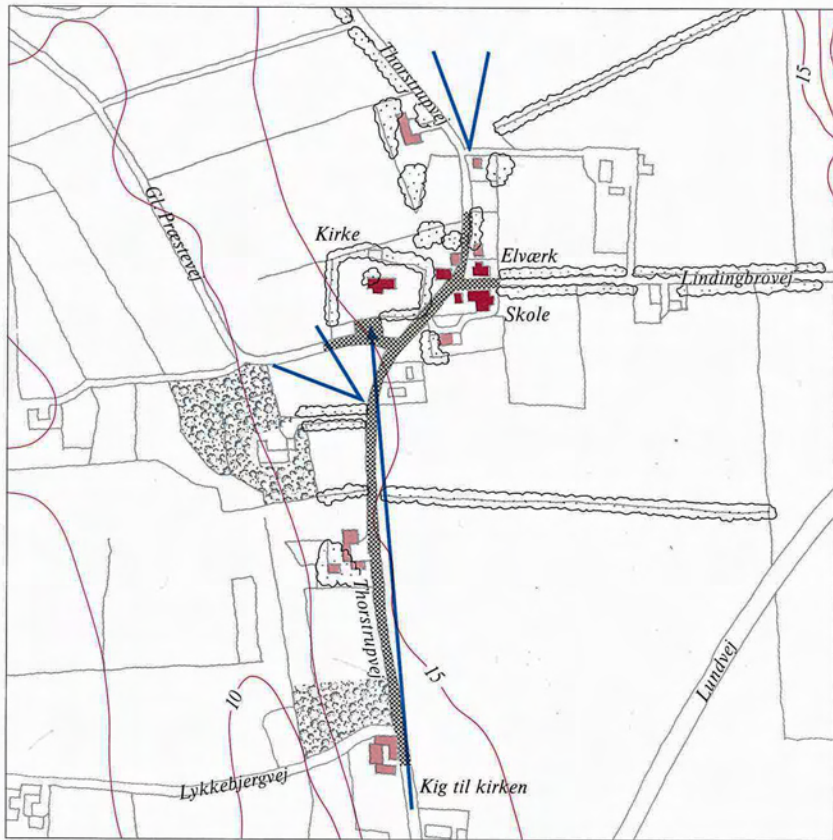 Thorstrupvej
15
Gl. Præstevej
Kirke
Elværk
Lindingbrovej
Skole
Thorstrupvej
15
10
Lundvej
Lykkebjergvej
Kig til kirken